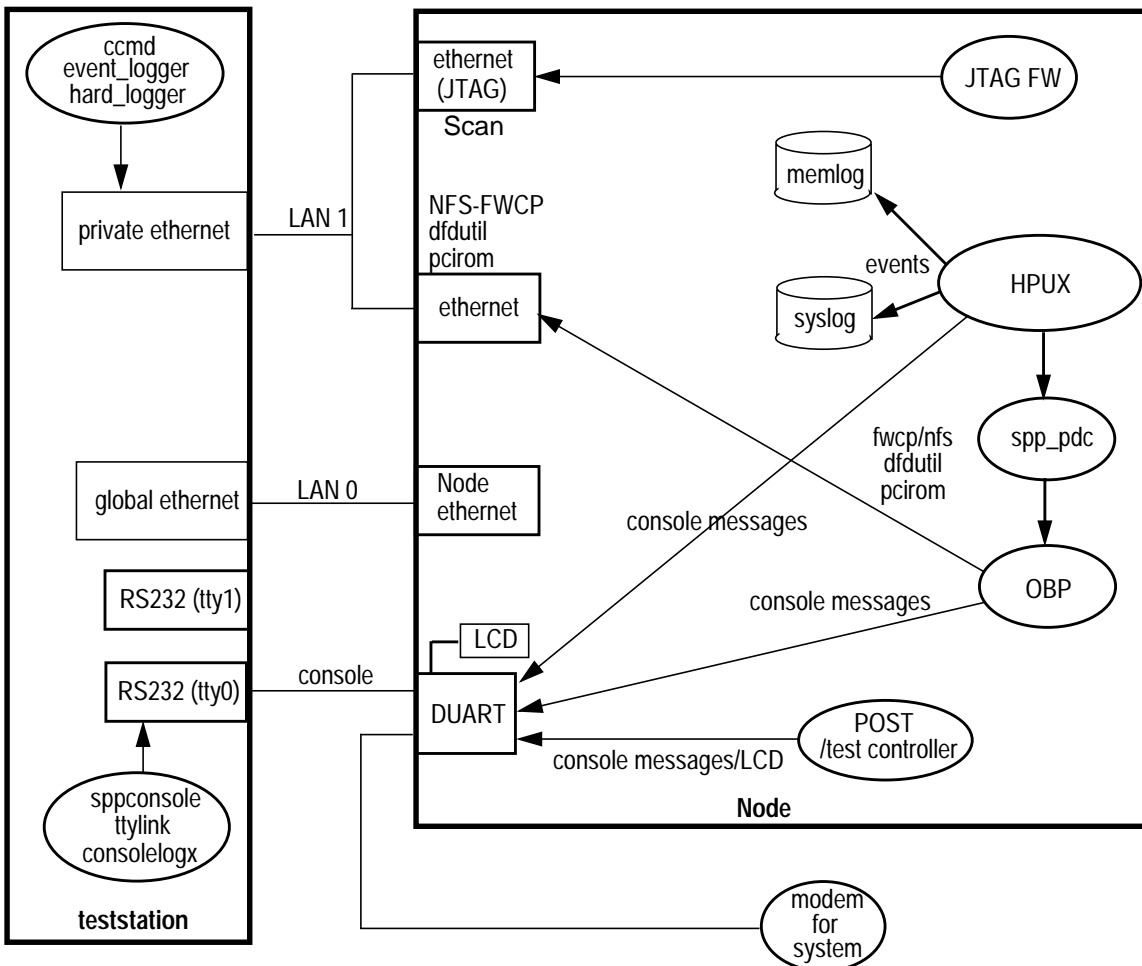 ccmd
event_logger
hard_logger
private ethernet
global ethernet
RS232 (tty1)
RS232 (tty0)
sppconsole
ttylink
consolelogx
teststation
LAN 1
LAN 0
console
ethernet
(JTAG)
Scan
NFS-FWCP
dfdutil
pcirom
ethernet
Node
ethernet
LCD
DUART
JTAG FW
memlog
events
syslog
HPUX
spp_pdc
fwcp/nfs
dfdutil
pcirom
console messages
OBP
console messages
POST
/test controller
console messages/LCD
Node
modem
for
system